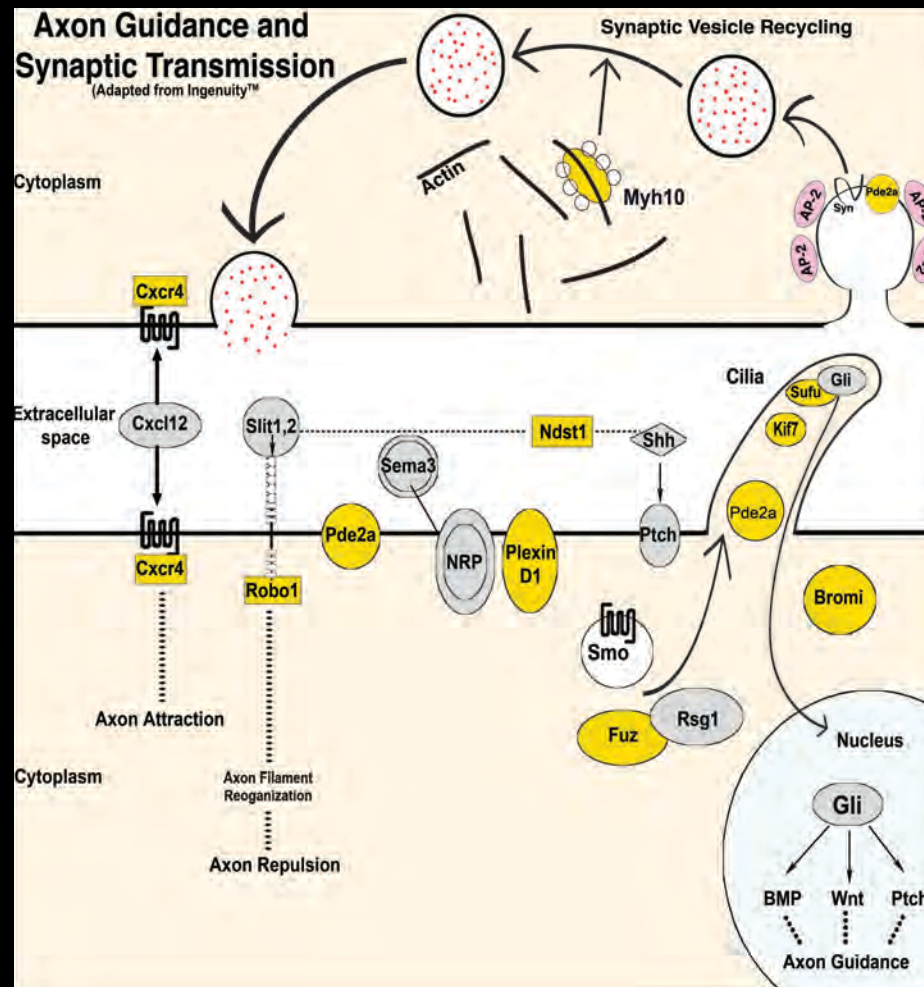 Axon Guidance and
Synaptic Transmission
(Adapted from Ingenuity™
Synaptic Vesicle Recycling
Cytoplasm
Actin
Myh10
Syn
Pde2a
AP-2
AP-2
AP-2
Cxcr4
Cilia
Sufu
Gli
Kif7
Extracellular
space
Cxcl12
Slit1,2
Ndst1
Shh
Sema3
Pde2a
Pde2a
NRP
Plexin
D1
Ptch
Cxcr4
Robo1
Bromi
Smo
Fuz
Rsg1
Axon Attraction
Cytoplasm
Axon Filament
Reoganization
Axon Repulsion
Nucleus
Gli
BMP
Wnt
Ptch
Axon Guidance